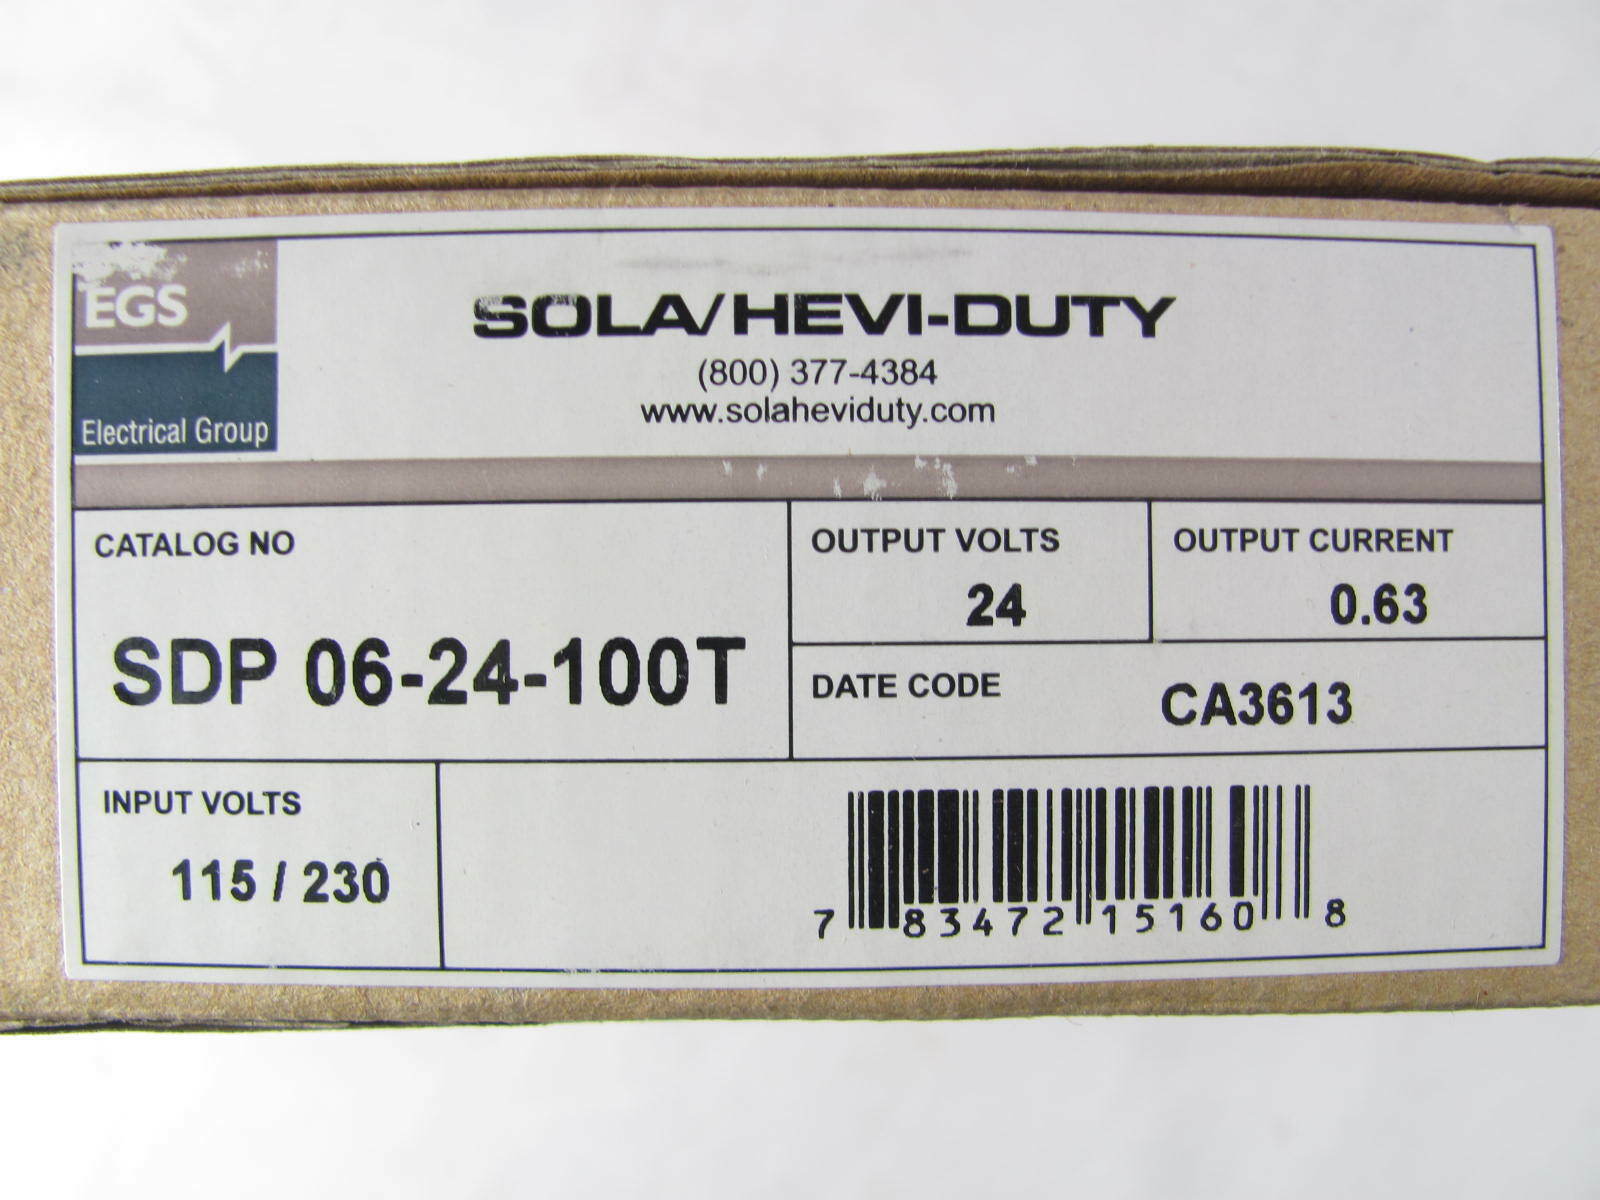 EGS
Electrical Group
SOLA/HEVI-DUTY
(800) 377-4384
www.solaheviduty.com
CATALOG NO
SDP 06-24-100T
OUTPUT VOLTS
24
OUTPUT CURRENT
0.63
DATE CODE CA3613
INPUT VOLTS
115 / 230
7 83472 15160 8